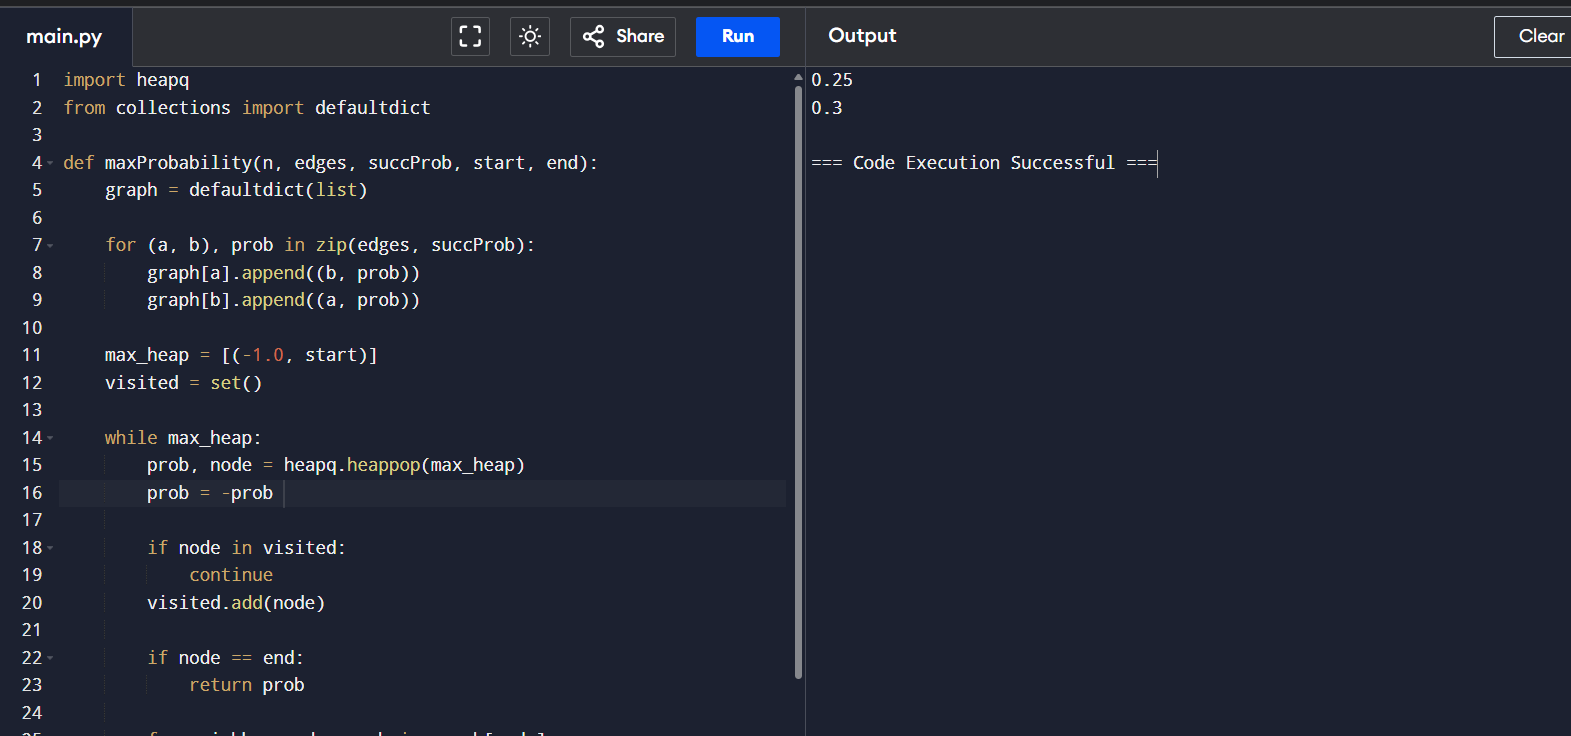 main.py
Share
Run
Output
Clear
1 import heapq
2 from collections import defaultdict
3
4 def maxProbability(n, edges, succProb, start, end):
5     graph = defaultdict(list)
6
7     for (a, b), prob in zip(edges, succProb):
8         graph[a].append((b, prob))
9         graph[b].append((a, prob))
10
11     max_heap = [(-1.0, start)]
12     visited = set()
13
14     while max_heap:
15         prob, node = heapq.heappop(max_heap)
16         prob = -prob
17
18         if node in visited:
19             continue
20         visited.add(node)
21
22         if node == end:
23             return prob
24
0.25
0.3
=== Code Execution Successful ===